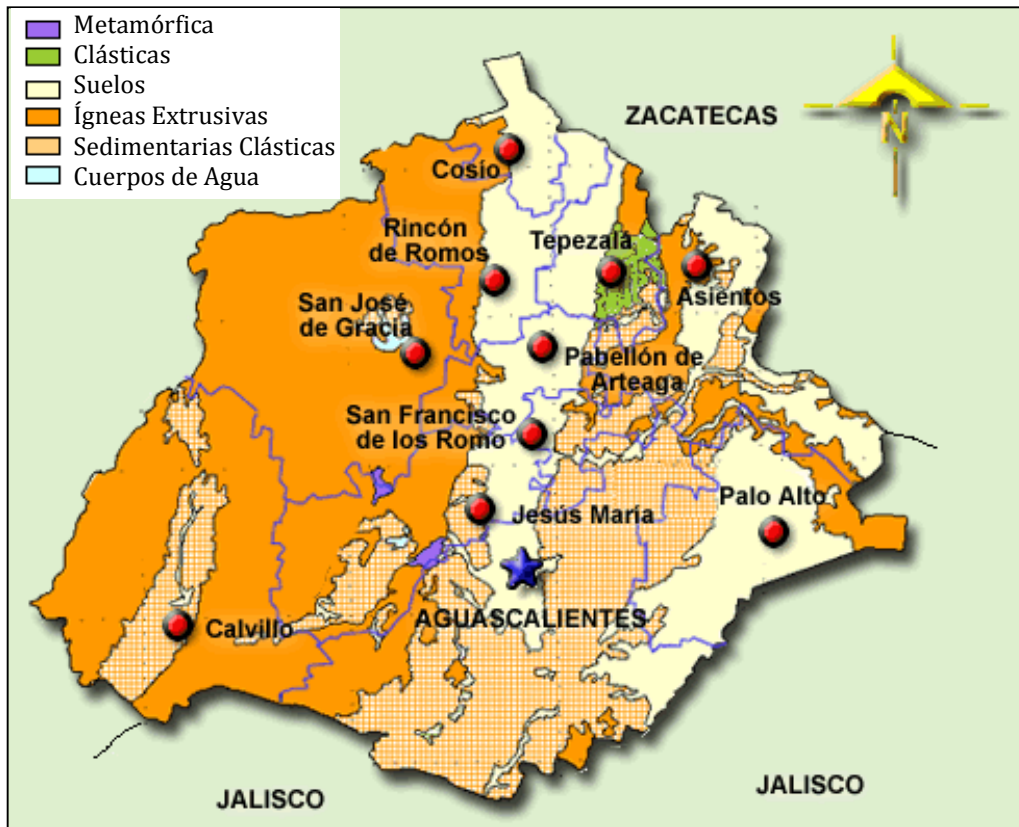 Metamórfica
Clásticas
Suelos
Ígneas Extrusivas
Sedimentarias Clásticas
Cuerpos de Agua
ZACATECAS
N
Cosío
Rincón
de Romos
Tepezalá
Asientos
San José
de Gracia
Pabellón de
Arteaga
San Francisco
de los Romo
Palo Alto
Jesús María
AGUASCALIENTES
Calvillo
JALISCO
JALISCO